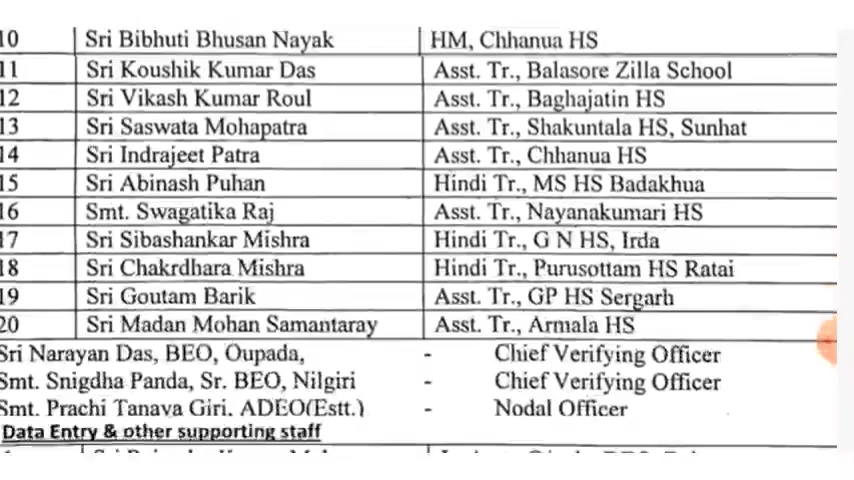 10 Sri Bibhuti Bhusan Nayak HM, Chhanua HS
11 Sri Koushik Kumar Das Asst. Tr., Balasore Zilla School
12 Sri Vikash Kumar Roul Asst. Tr., Baghajatin HS
13 Sri Saswata Mohapatra Asst. Tr., Shakuntala HS, Sunhat
14 Sri Indrajeet Patra Asst. Tr., Chhanua HS
15 Sri Abinash Puhan Hindi Tr., MS HS Badakhua
16 Smt. Swagatika Raj Asst. Tr., Nayanakumari HS
17 Sri Sibashankar Mishra Hindi Tr., G N HS, Irda
18 Sri Chakrdhara Mishra Hindi Tr., Purusottam HS Ratai
19 Sri Goutam Barik Asst. Tr., GP HS Sergarh
20 Sri Madan Mohan Samantaray Asst. Tr., Armala HS
Sri Narayan Das, BEO, Oupada, - Chief Verifying Officer
Smt. Snigdha Panda, Sr. BEO, Nilgiri - Chief Verifying Officer
Smt. Prachi Tanaya Giri, ADEO(Estt.) - Nodal Officer
Data Entry & other supporting staff